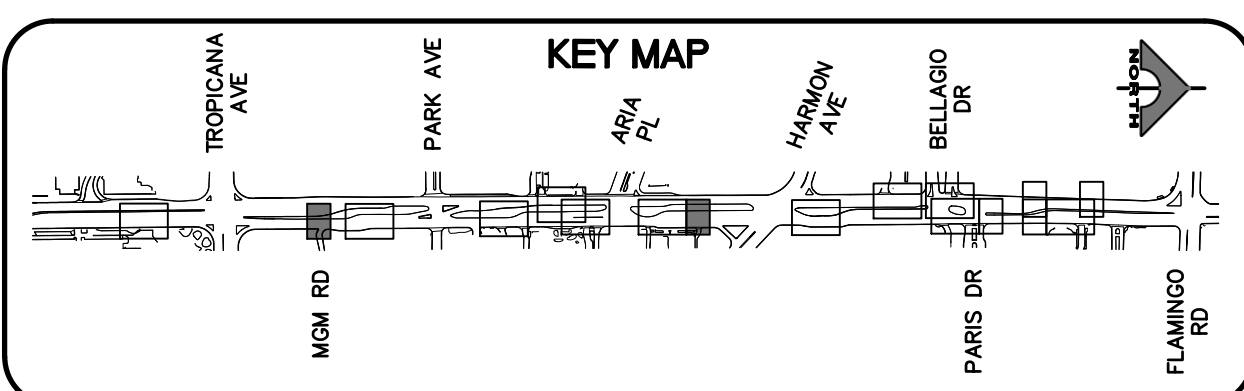 KEY MAP
TROPICANA
AVE
PARK AVE
ARIA
PL
HARMON
AVE
BELLAGIO
DR
NORTH
MGM RD
PARIS DR
FLAMINGO
RD